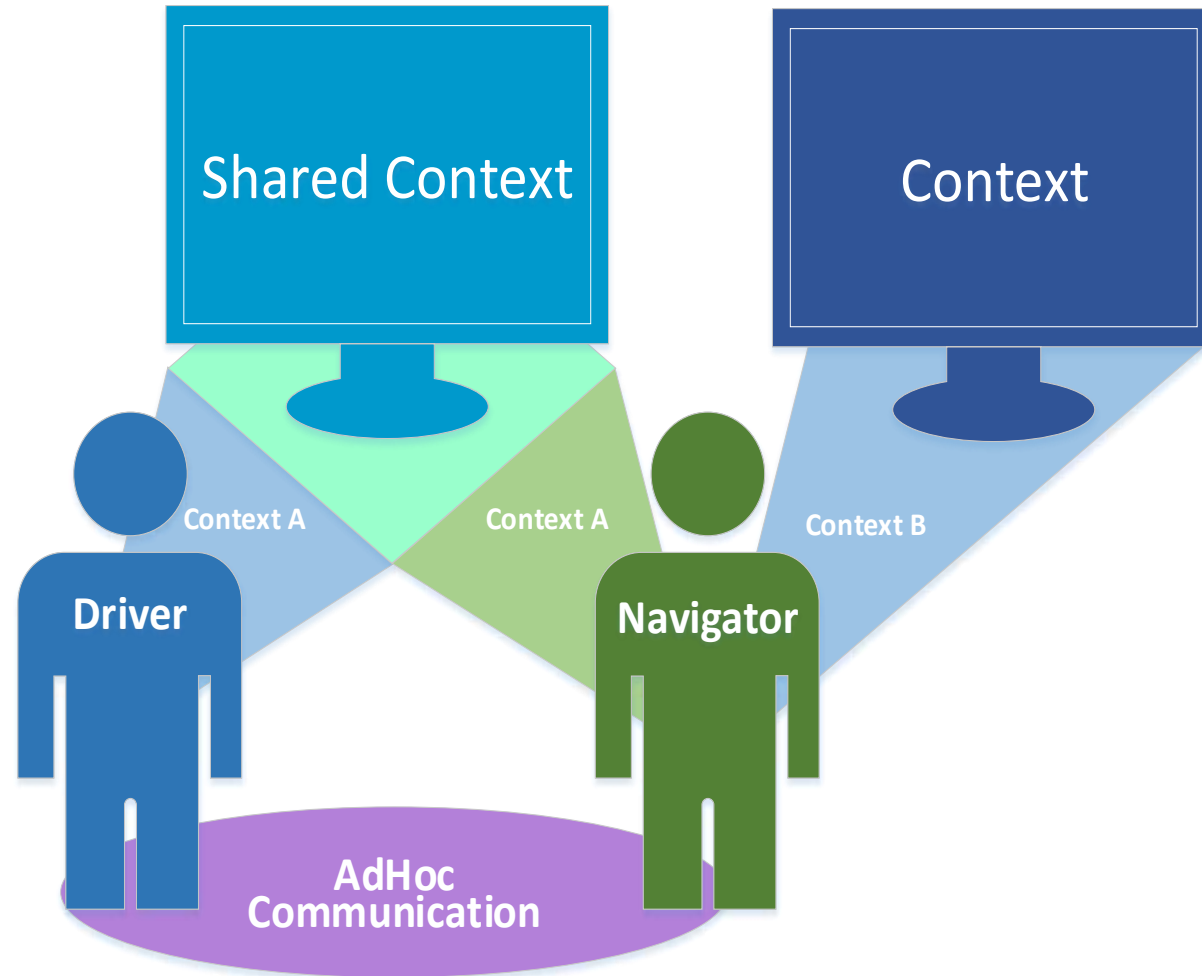 Shared Context
Context
Context A
Context A
Context B
Driver
Navigator
AdHoc
Communication